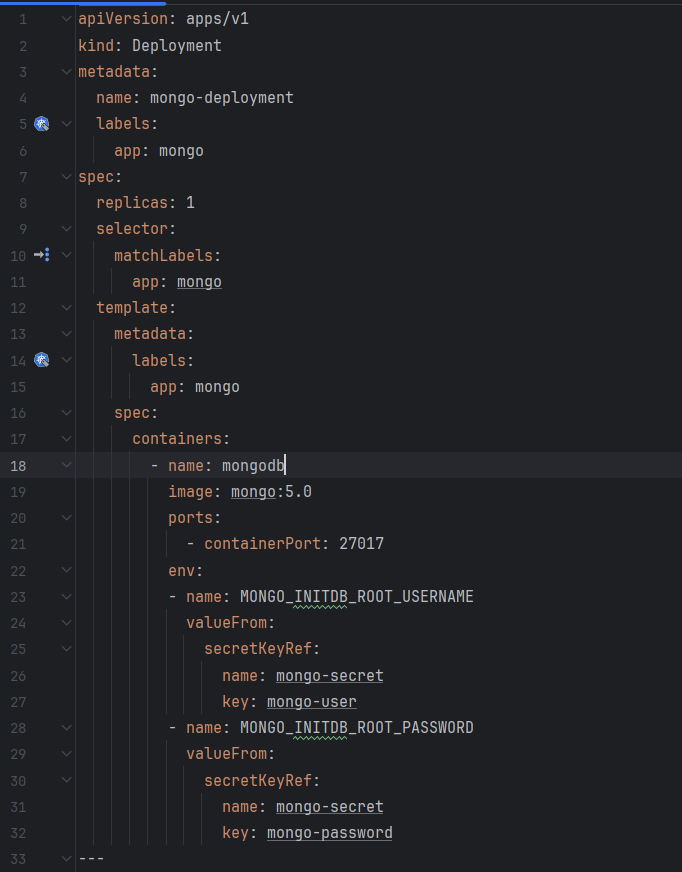 1 apiVersion: apps/v1
2 kind: Deployment
3 metadata:
4   name: mongo-deployment
5   labels:
6     app: mongo
7 spec:
8   replicas: 1
9   selector:
10     matchLabels:
11       app: mongo
12   template:
13     metadata:
14       labels:
15         app: mongo
16     spec:
17       containers:
18         - name: mongodb
19           image: mongo:5.0
20           ports:
21             - containerPort: 27017
22           env:
23           - name: MONGO_INITDB_ROOT_USERNAME
24             valueFrom:
25               secretKeyRef:
26                 name: mongo-secret
27                 key: mongo-user
28           - name: MONGO_INITDB_ROOT_PASSWORD
29             valueFrom:
30               secretKeyRef:
31                 name: mongo-secret
32                 key: mongo-password
33 ---